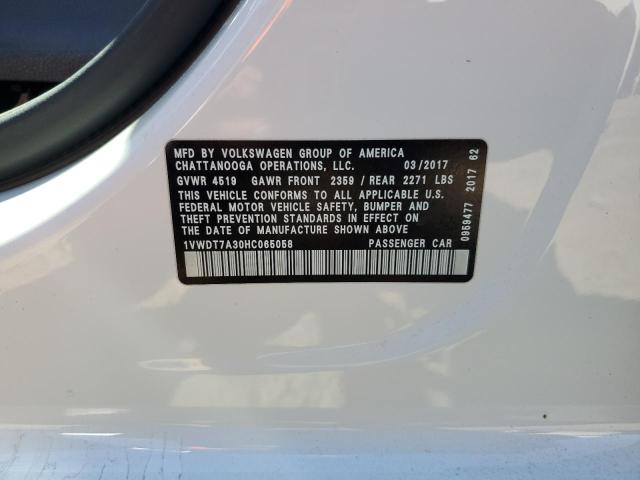 MFD BY VOLKSWAGEN GROUP OF AMERICA
CHATTANOOGA OPERATIONS, LLC. 03/2017
GVWR 4519 GAWR FRONT 2359 / REAR 2271 LBS
THIS VEHICLE CONFORMS TO ALL APPLICABLE U.S.
FEDERAL MOTOR VEHICLE SAFETY, BUMPER AND
THEFT PREVENTION STANDARDS IN EFFECT ON
THE DATE OF MANUFACTURE SHOWN ABOVE
1VWDT7A30HC065058 PASSENGER CAR
0959477 2017 62